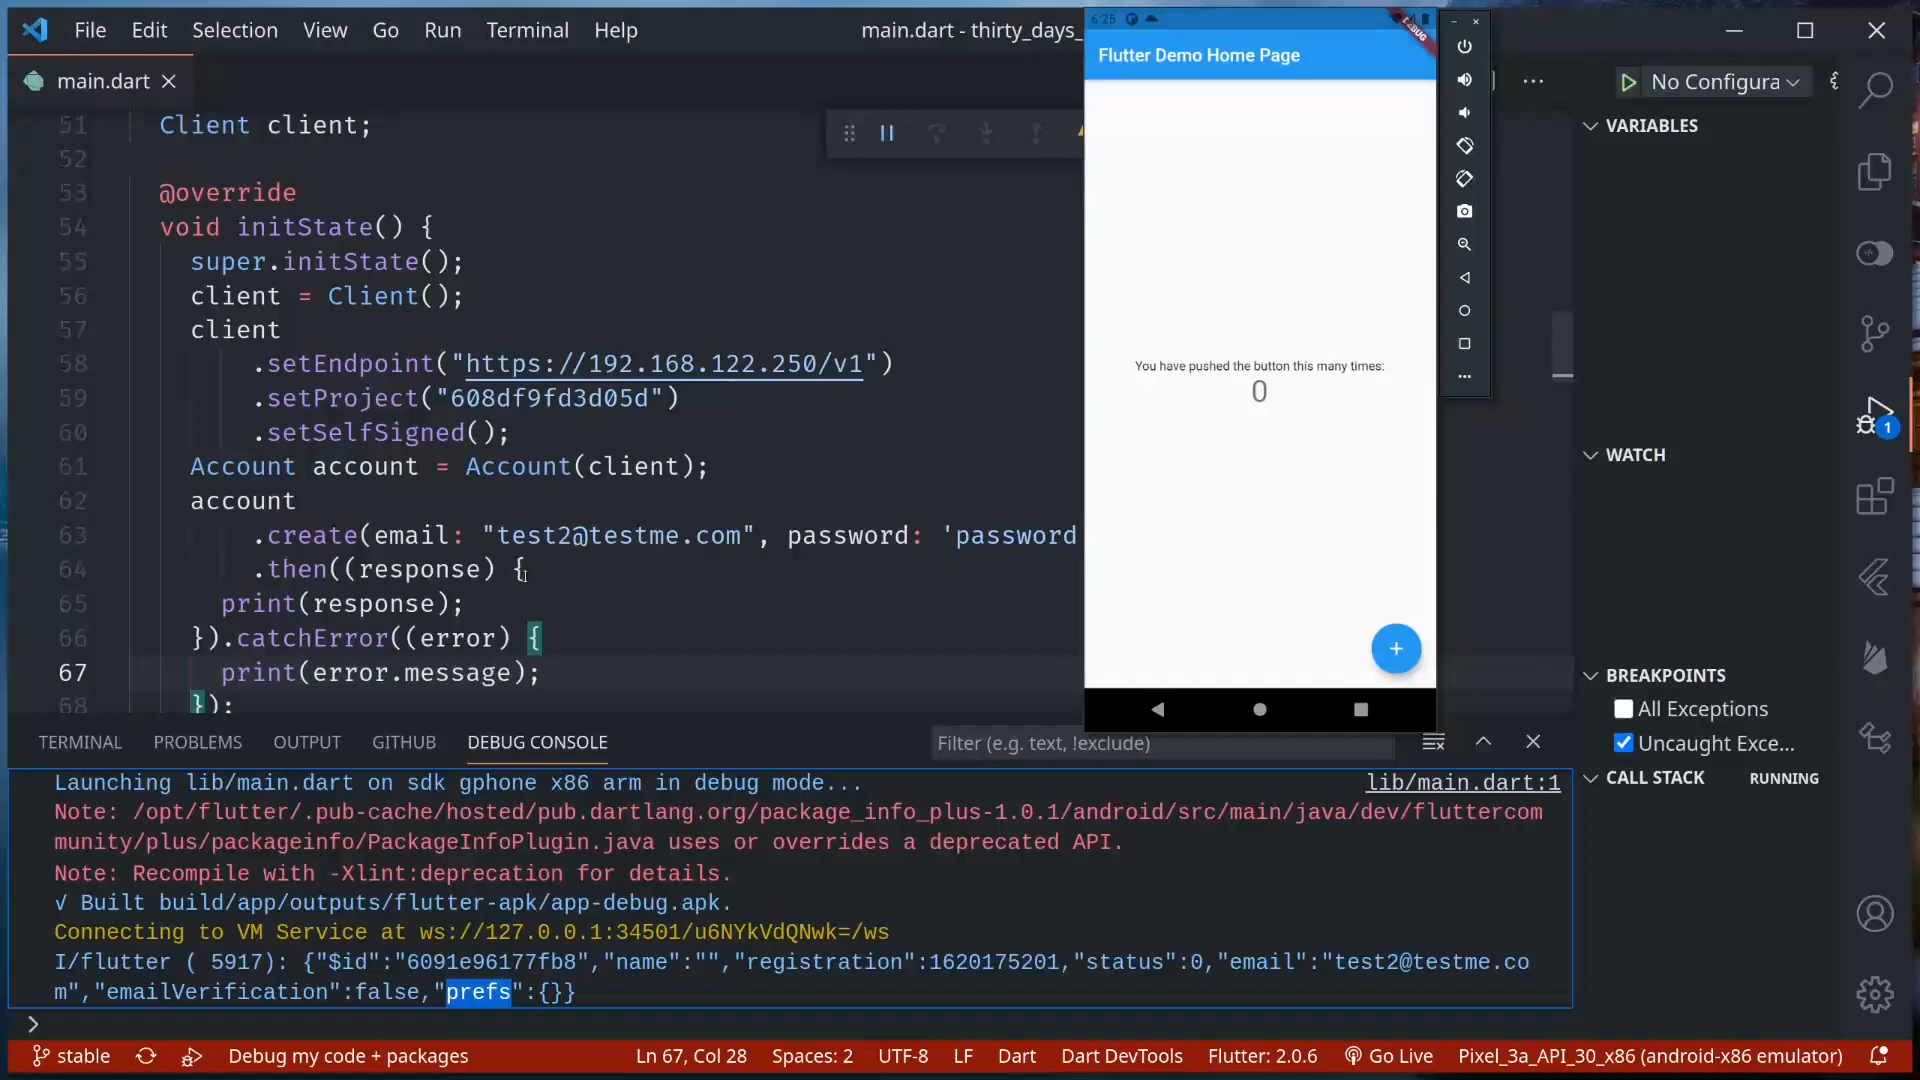 File Edit Selection View Go Run Terminal Help main.dart - thirty_days_
main.dart
No Configura
51 Client client;
52
53 @override
54 void initState() {
55 super.initState();
56 client = Client();
57 client
58 .setEndpoint("https://192.168.122.250/v1")
59 .setProject("608df9fd3d05d")
60 .setSelfSigned();
61 Account account = Account(client);
62 account
63 .create(email: "test2@testme.com", password: 'password
64 .then((response) {
65 print(response);
66 }).catchError((error) {
67 print(error.message);
68 });
6:25
DEBUG
Flutter Demo Home Page
You have pushed the button this many times:
0
+
VARIABLES
WATCH
BREAKPOINTS
All Exceptions
Uncaught Exce...
CALL STACK RUNNING
1
TERMINAL PROBLEMS OUTPUT GITHUB DEBUG CONSOLE Filter (e.g. text, !exclude)
Launching lib/main.dart on sdk gphone x86 arm in debug mode... lib/main.dart:1
Note: /opt/flutter/.pub-cache/hosted/pub.dartlang.org/package_info_plus-1.0.1/android/src/main/java/dev/fluttercom
munity/plus/packageinfo/PackageInfoPlugin.java uses or overrides a deprecated API.
Note: Recompile with -Xlint:deprecation for details.
√ Built build/app/outputs/flutter-apk/app-debug.apk.
Connecting to VM Service at ws://127.0.0.1:34501/u6NYkVdQNwk=/ws
I/flutter ( 5917): {"$id":"6091e96177fb8","name":"","registration":1620175201,"status":0,"email":"test2@testme.co
m","emailVerification":false,"prefs":{}}
>
stable Debug my code + packages Ln 67, Col 28 Spaces: 2 UTF-8 LF Dart Dart DevTools Flutter: 2.0.6 Go Live Pixel_3a_API_30_x86 (android-x86 emulator)